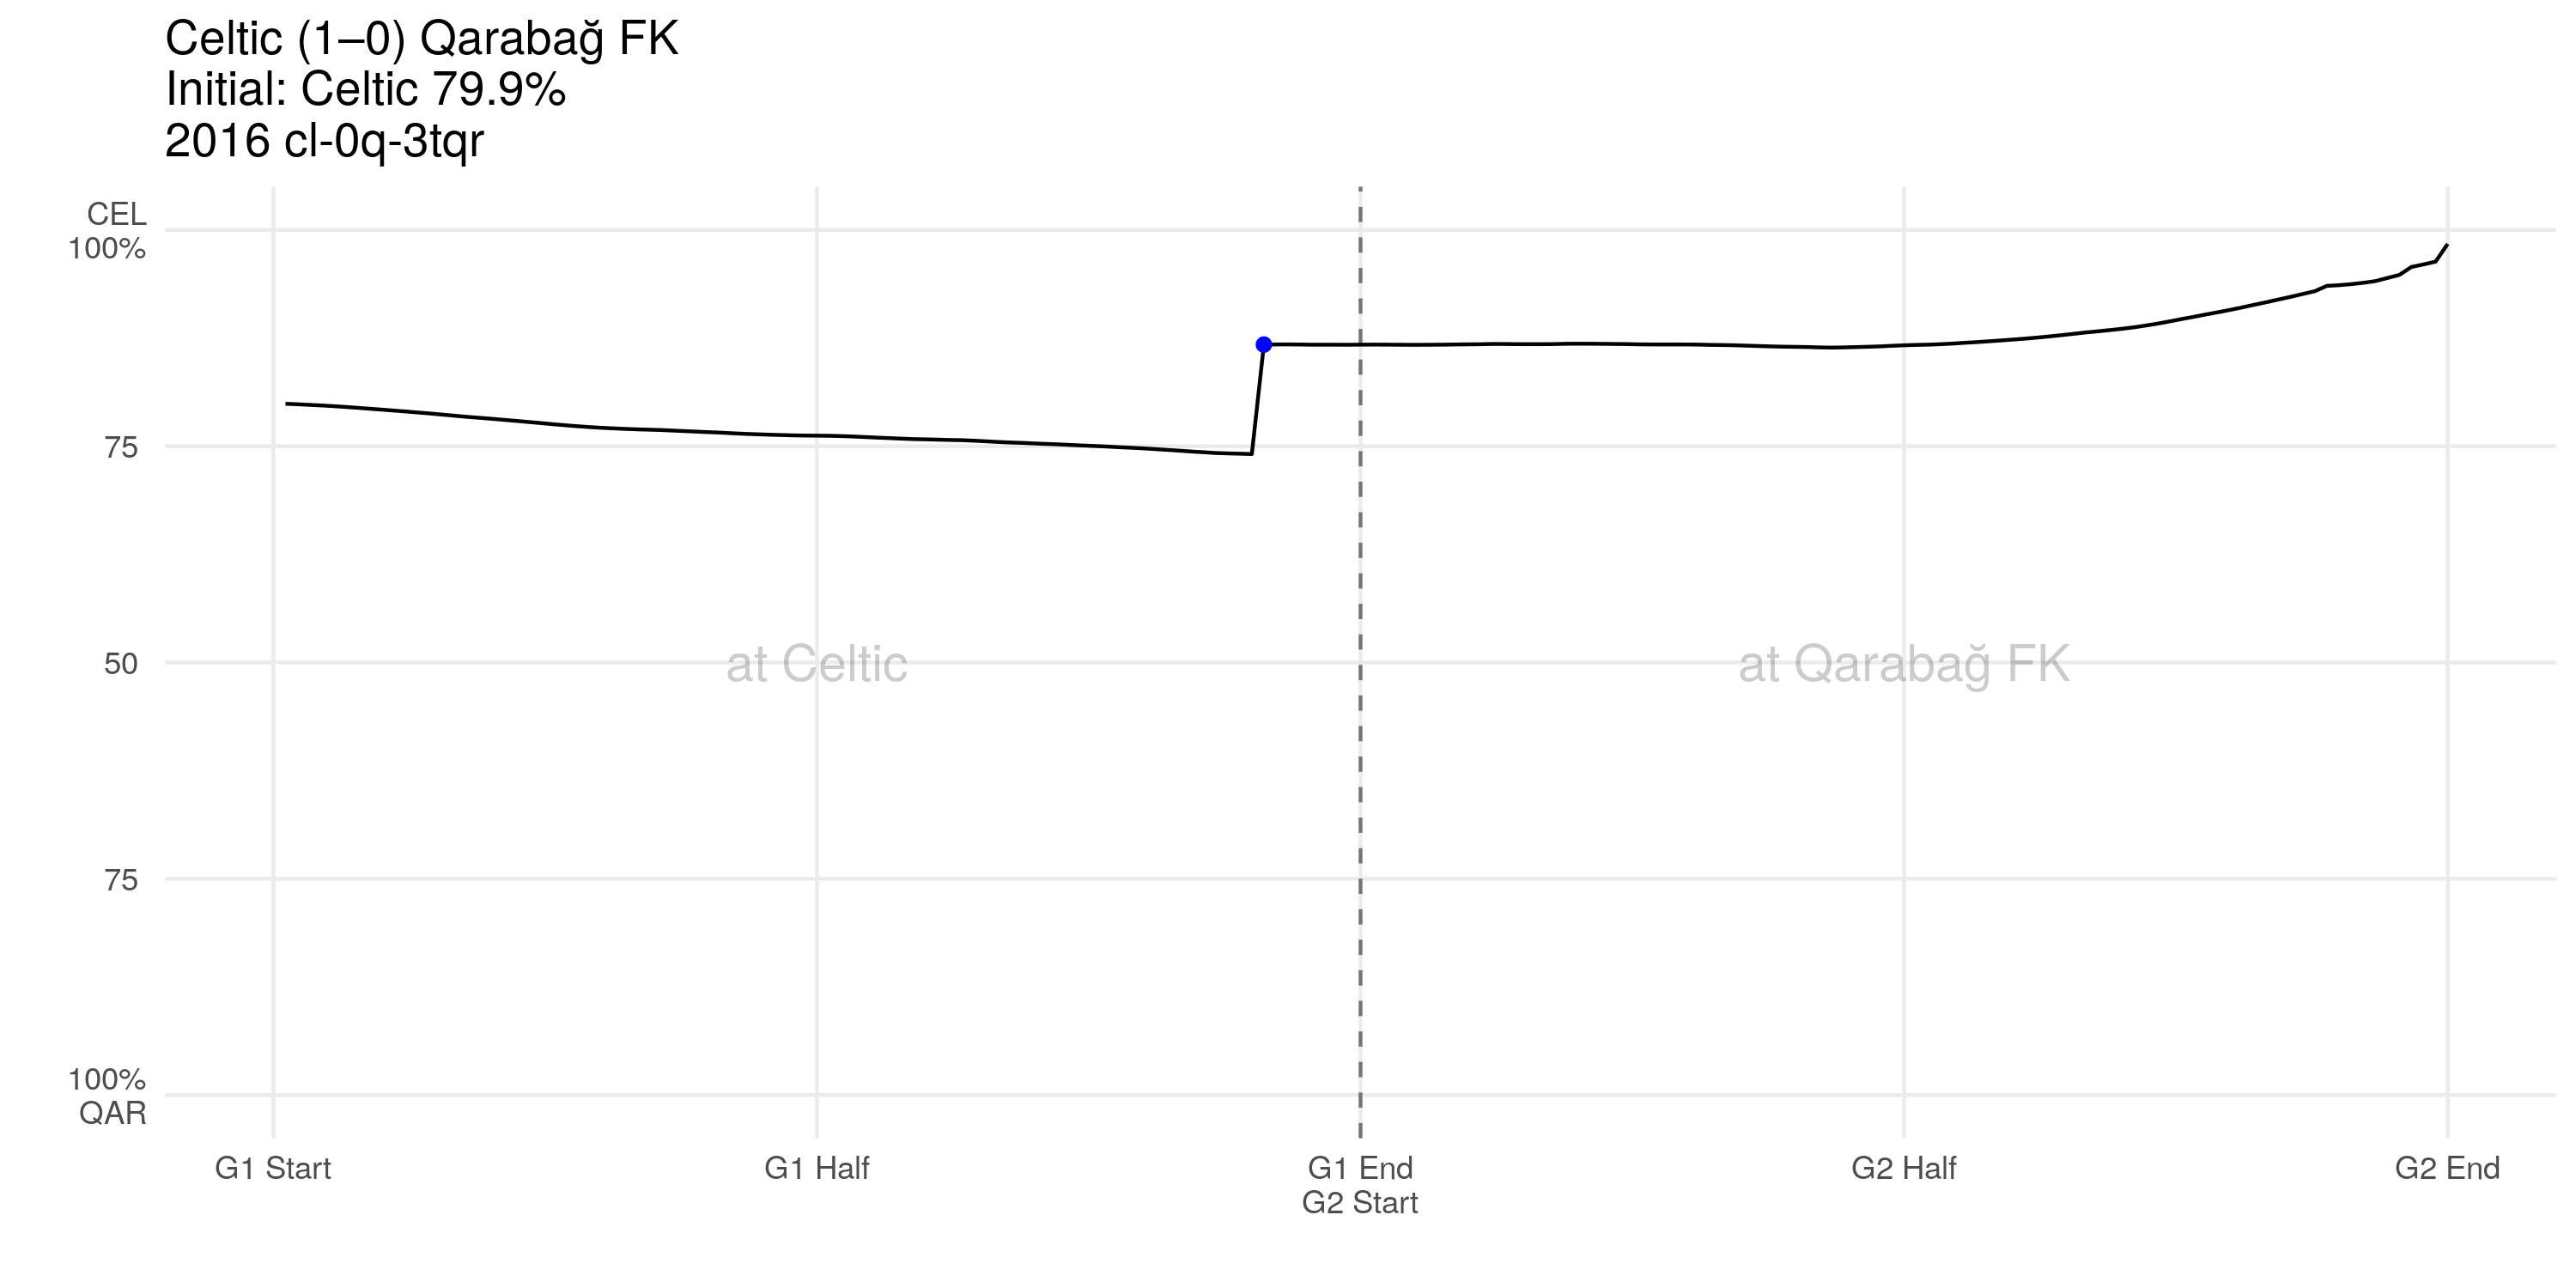 Celtic (1–0) Qarabağ FK
Initial: Celtic 79.9%
2016 cl-0q-3tqr
CEL
100%
75
50
75
100%
QAR
at Celtic
at Qarabağ FK
G1 Start
G1 Half
G1 End
G2 Start
G2 Half
G2 End